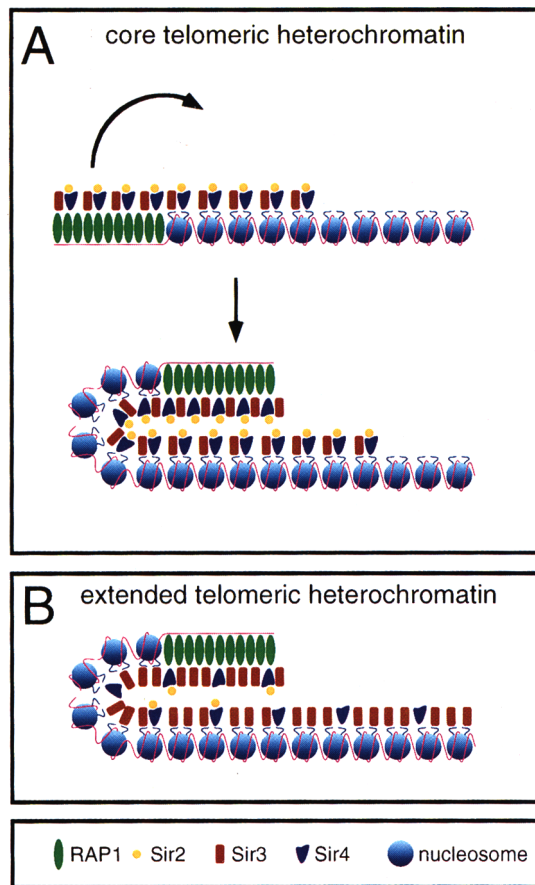 A
core telomeric heterochromatin
B
extended telomeric heterochromatin
RAP1 Sir2 Sir3 Sir4 nucleosome